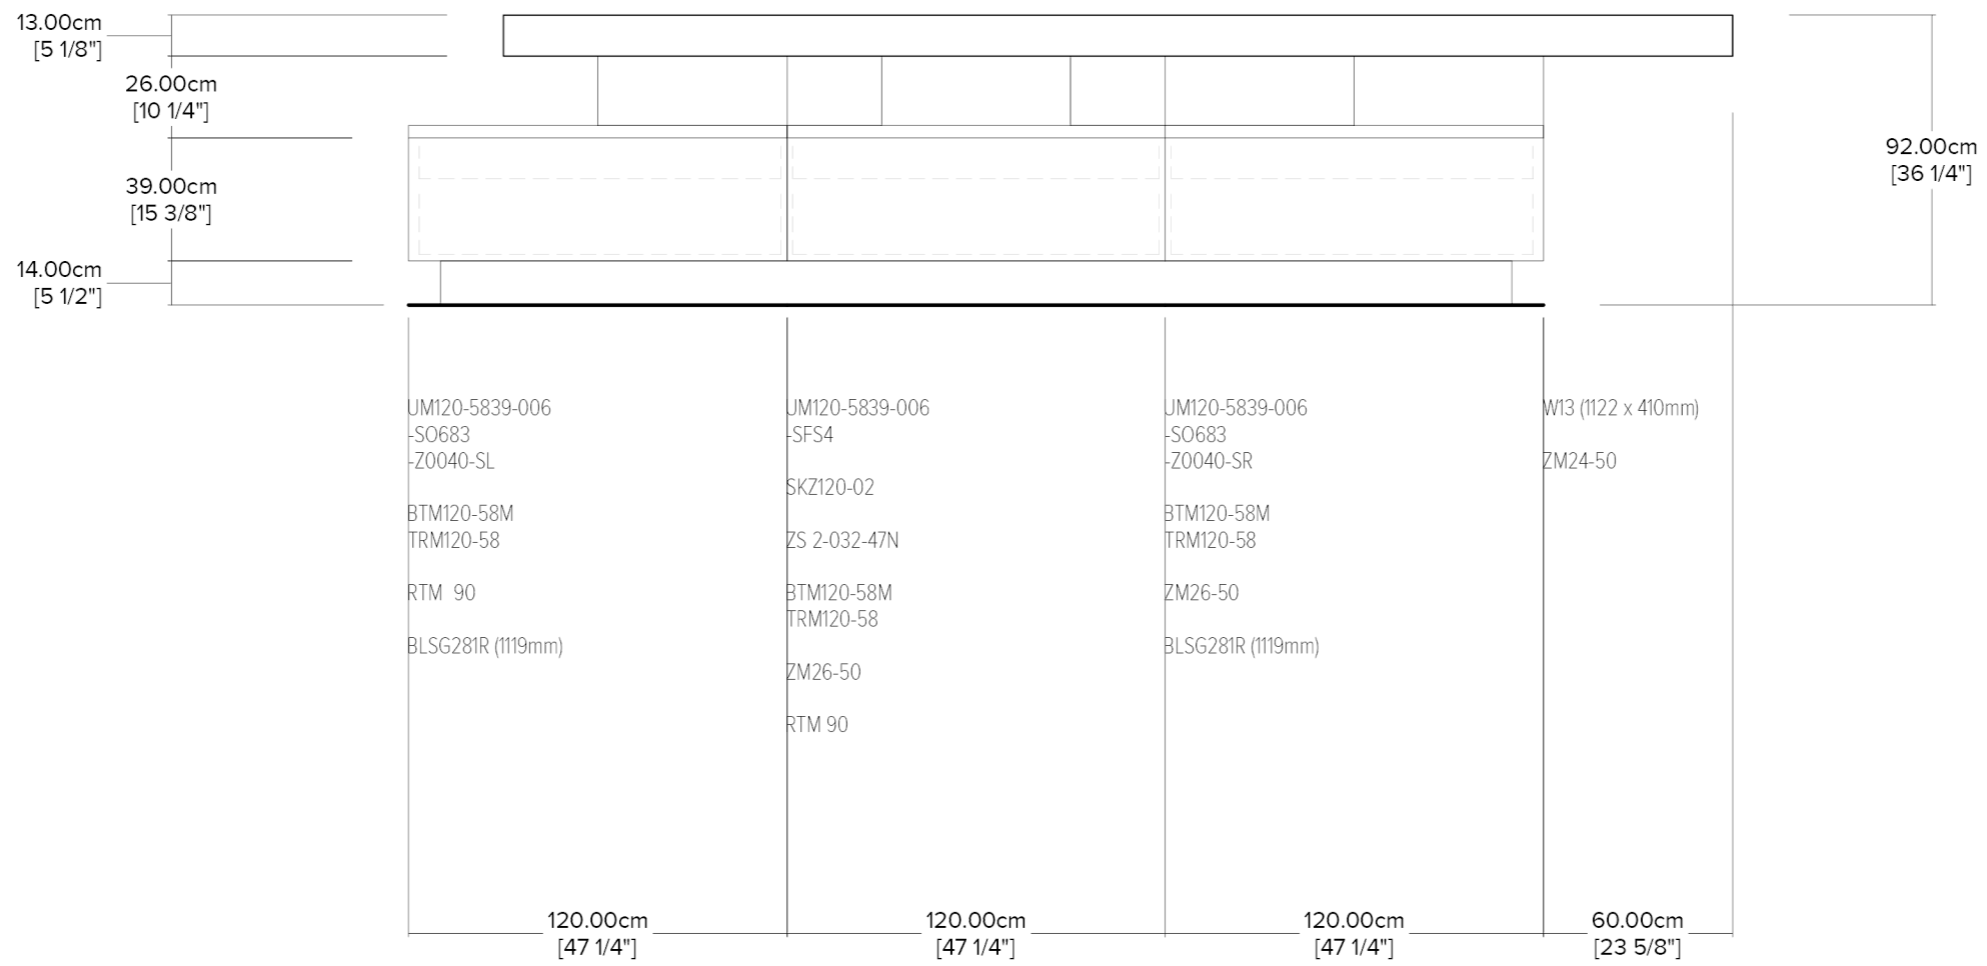 13.00cm
[5 1/8"]
26.00cm
[10 1/4"]
39.00cm
[15 3/8"]
14.00cm
[5 1/2"]
92.00cm
[36 1/4"]
UM120-5839-006
-SO683
-Z0040-SL
BTM120-58M
TRM120-58
RTM 90
BLSG281R (1119mm)
UM120-5839-006
-SFS4
SKZ120-02
ZS 2-032-47N
BTM120-58M
TRM120-58
ZM26-50
RTM 90
UM120-5839-006
-SO683
-Z0040-SR
BTM120-58M
TRM120-58
ZM26-50
BLSG281R (1119mm)
W13 (1122 x 410mm)
ZM24-50
120.00cm
[47 1/4"]
120.00cm
[47 1/4"]
120.00cm
[47 1/4"]
60.00cm
[23 5/8"]